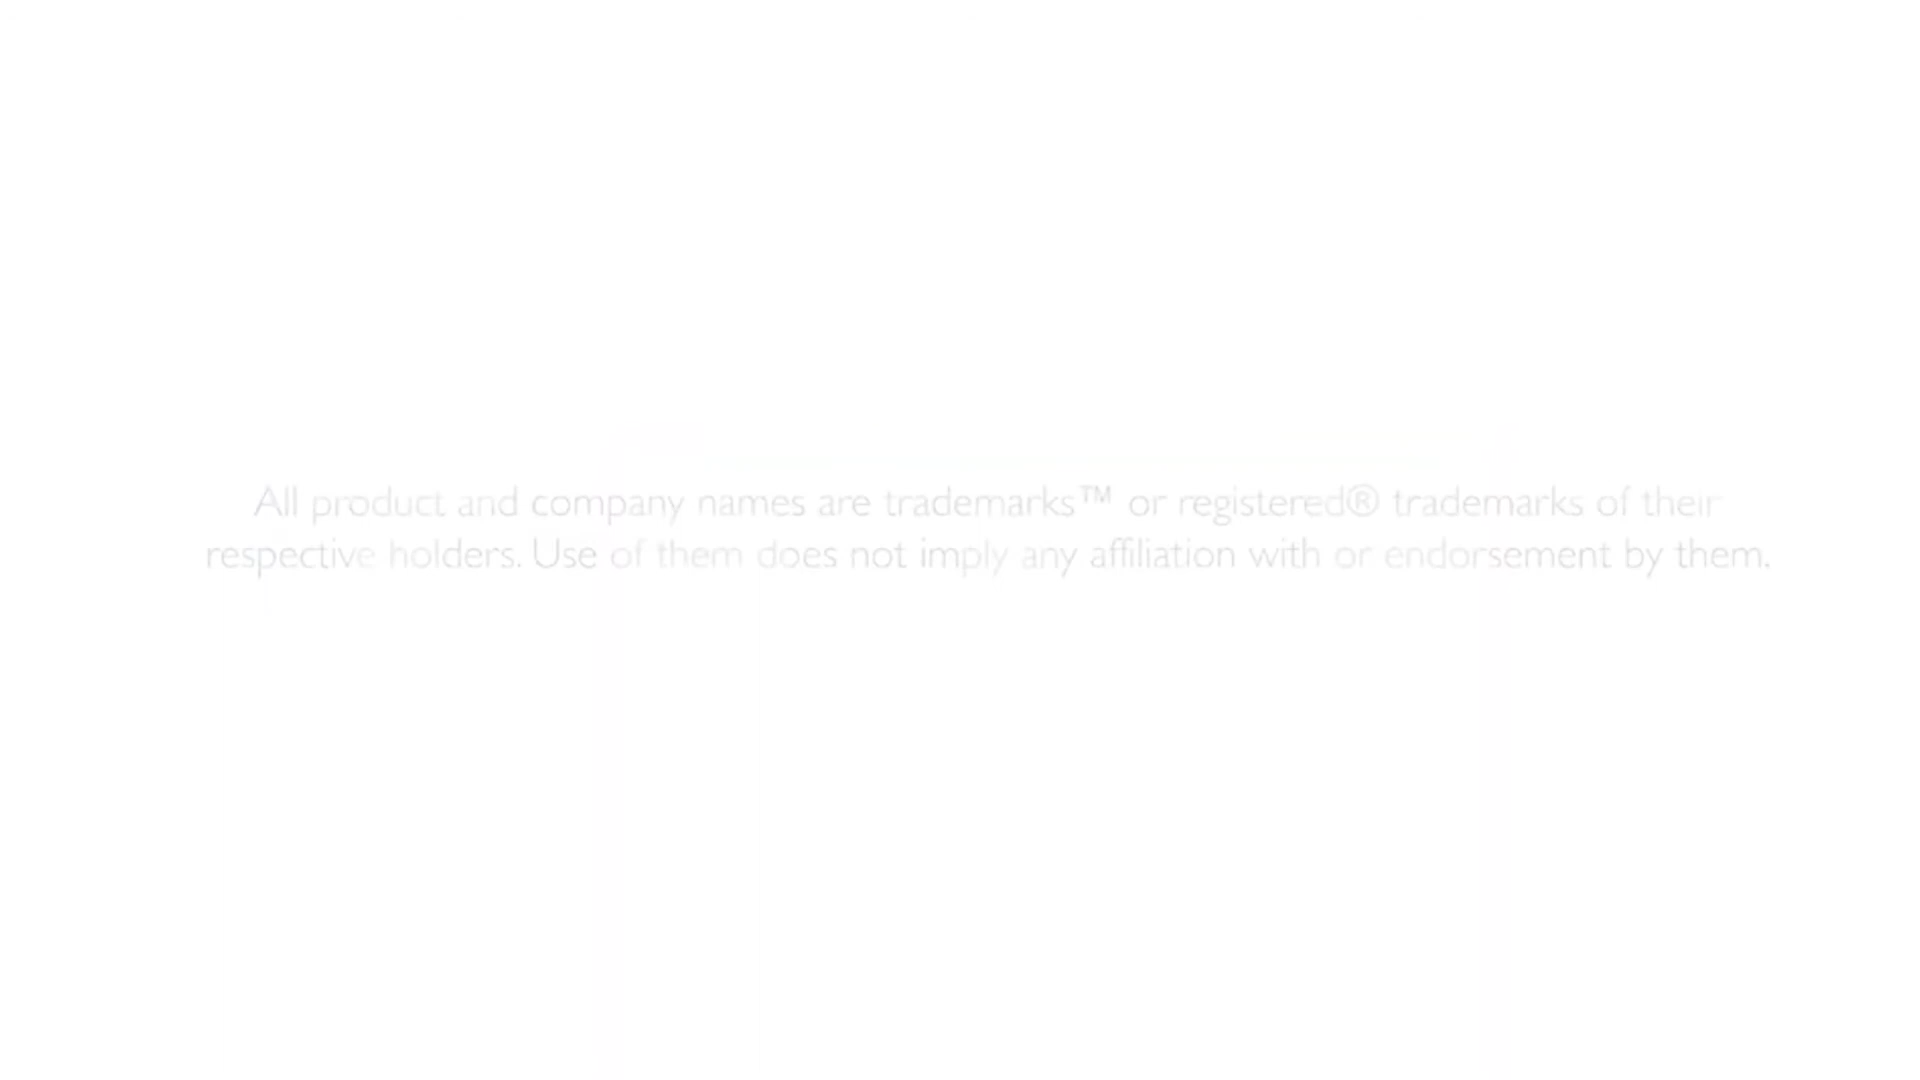 All product and company names are trademarks™ or registered® trademarks of their
respective holders. Use of them does not imply any affiliation with or endorsement by them.